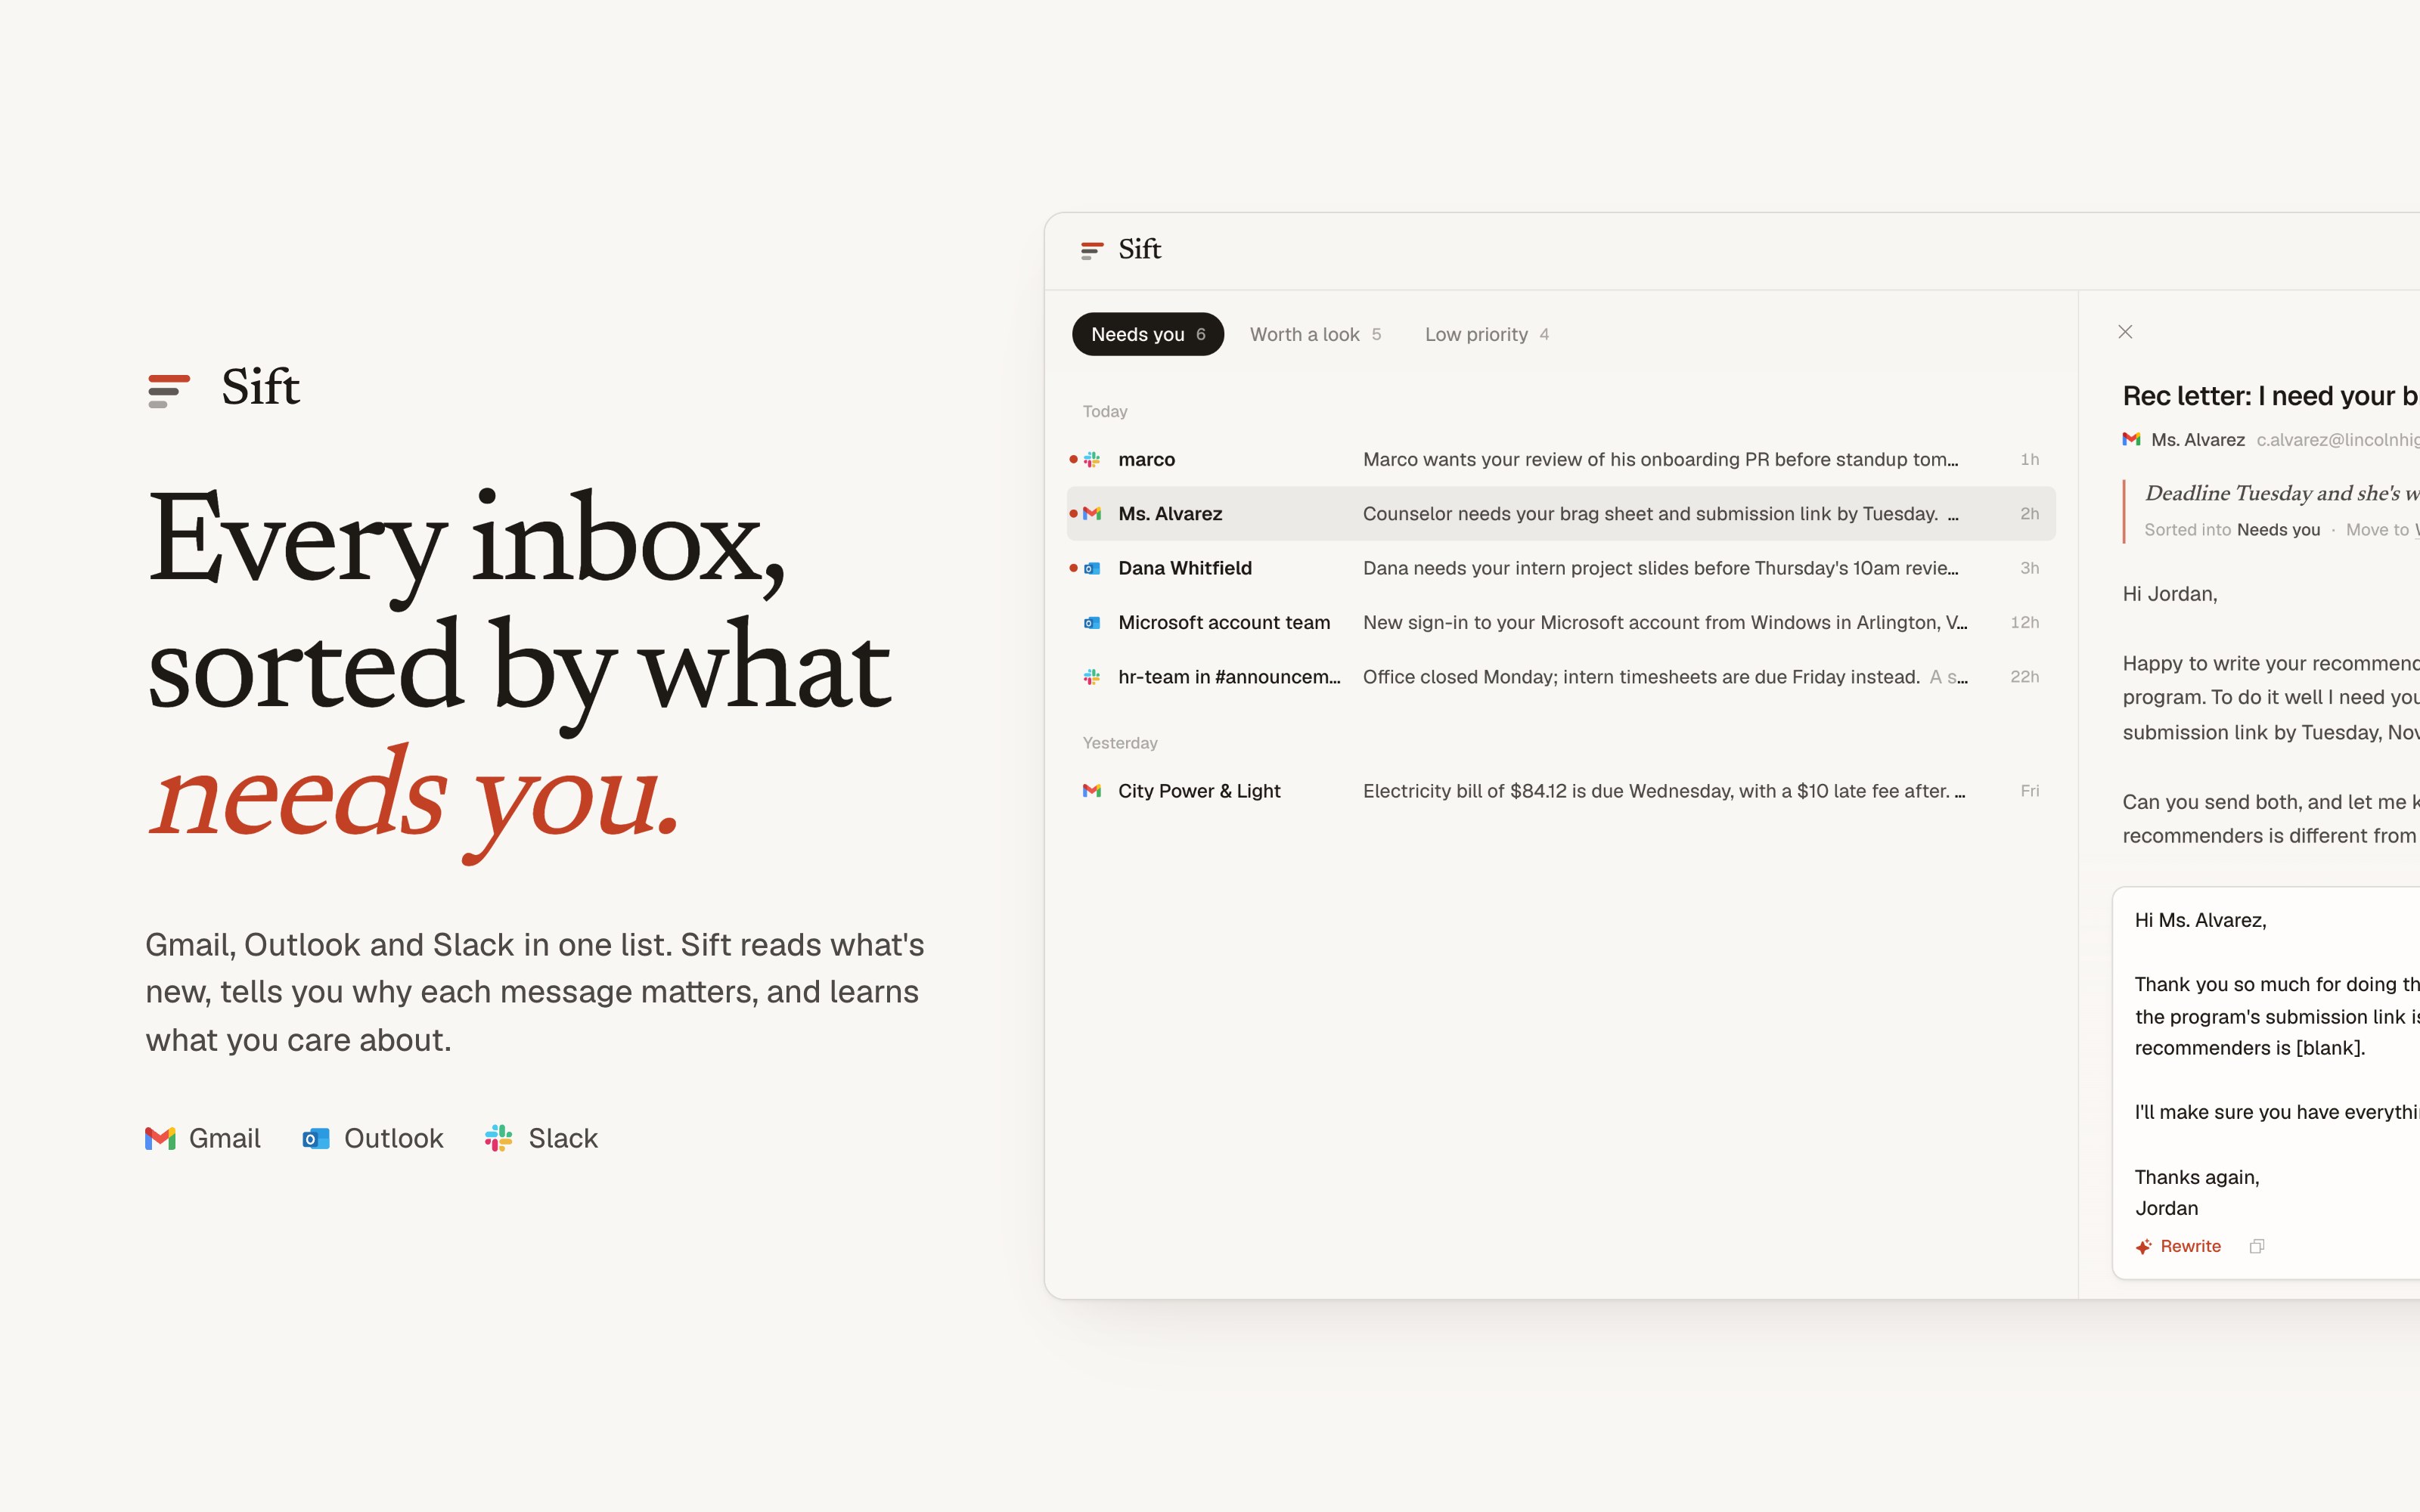 Sift
Every inbox,
sorted by what
needs you.
Gmail, Outlook and Slack in one list. Sift reads what's
new, tells you why each message matters, and learns
what you care about.
Gmail Outlook Slack
Sift
Needs you 6 Worth a look 5 Low priority 4
Today
marco Marco wants your review of his onboarding PR before standup tom... 1h
Ms. Alvarez Counselor needs your brag sheet and submission link by Tuesday. ... 2h
Dana Whitfield Dana needs your intern project slides before Thursday's 10am revie... 3h
Microsoft account team New sign-in to your Microsoft account from Windows in Arlington, V... 12h
hr-team in #announcem... Office closed Monday; intern timesheets are due Friday instead. A s... 22h
Yesterday
City Power & Light Electricity bill of $84.12 is due Wednesday, with a $10 late fee after. ... Fri
Rec letter: I need your b
Ms. Alvarez c.alvarez@lincolnhig
Deadline Tuesday and she's w
Sorted into Needs you · Move to
Hi Jordan,
Happy to write your recommend
program. To do it well I need you
submission link by Tuesday, Nov
Can you send both, and let me k
recommenders is different from
Hi Ms. Alvarez,
Thank you so much for doing th
the program's submission link is
recommenders is [blank].
I'll make sure you have everythin
Thanks again,
Jordan
Rewrite